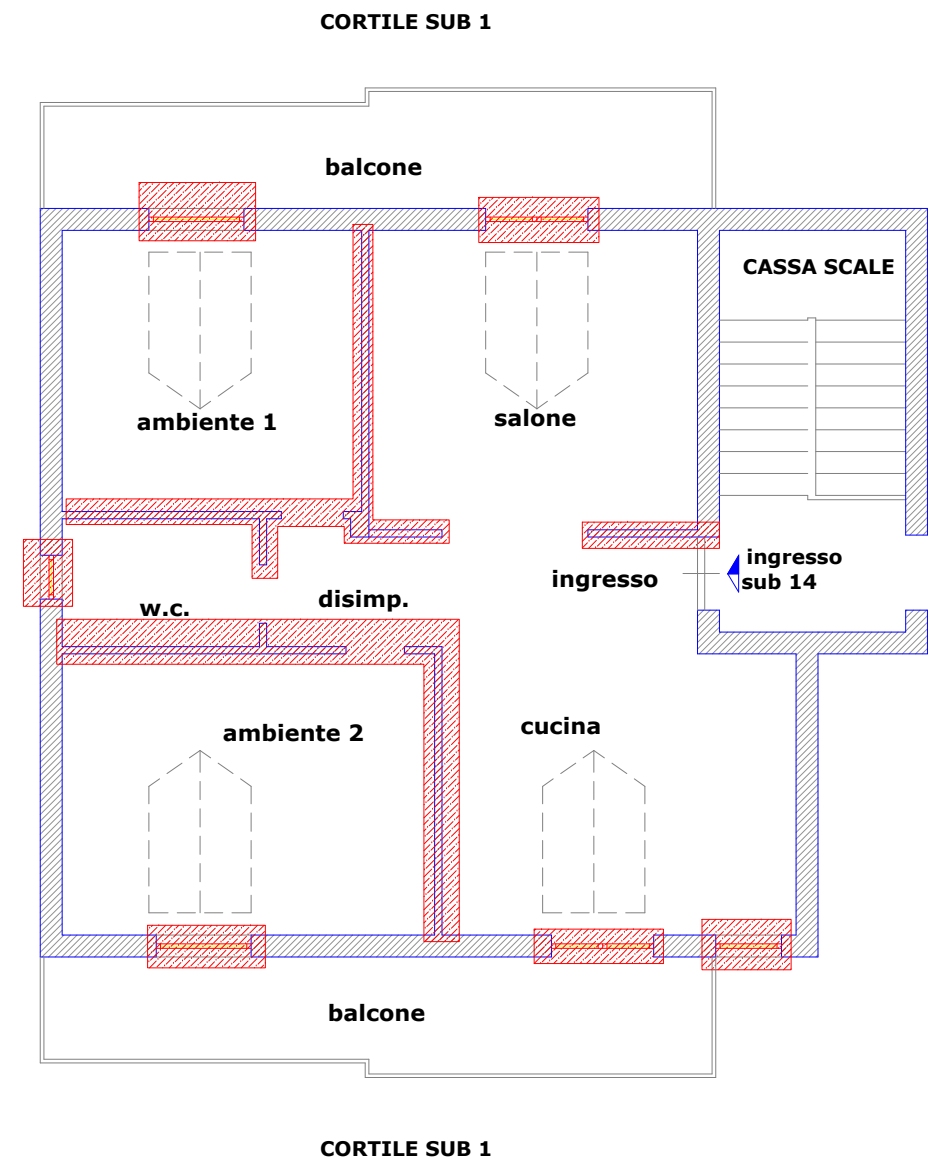 CORTILE SUB 1
balcone
CASSA SCALE
ambiente 1
salone
ingresso
sub 14
ingresso
disimp.
w.c.
ambiente 2
cucina
balcone
CORTILE SUB 1